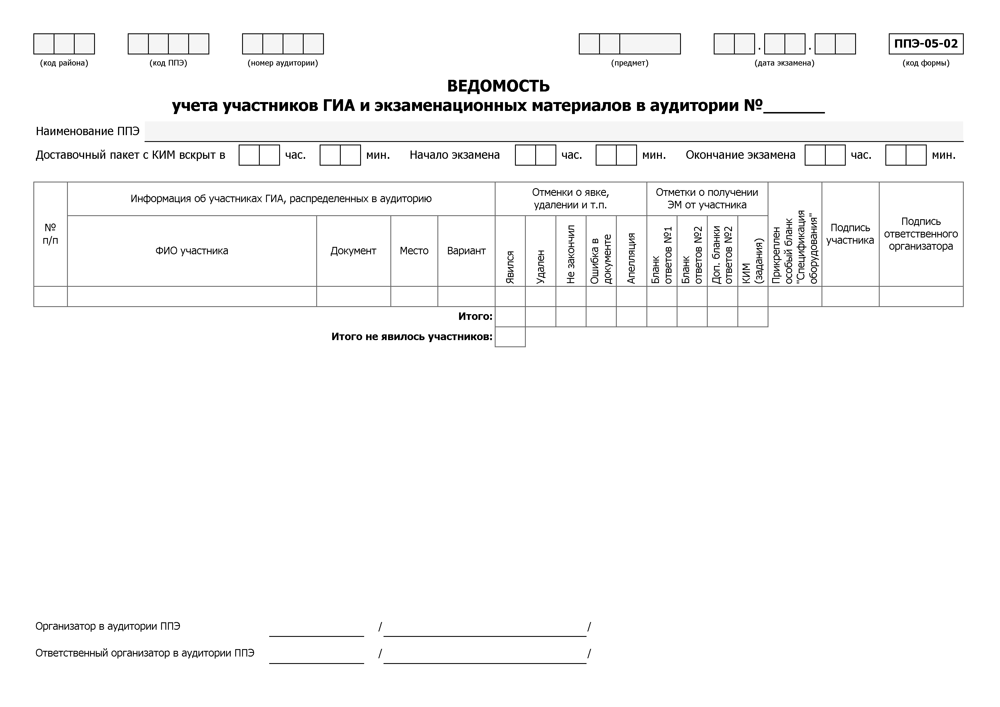 ППЭ-05-02
(код района) (код ППЭ) (номер аудитории) (предмет) (дата экзамена) (код формы)
ВЕДОМОСТЬ
учета участников ГИА и экзаменационных материалов в аудитории №_______
Наименование ППЭ
Доставочный пакет с КИМ вскрыт в час. мин. Начало экзамена час. мин. Окончание экзамена час. мин.
№
п/п
Информация об участниках ГИА, распределенных в аудиторию
ФИО участника
Документ
Место
Вариант
Отменки о явке,
удалении и т.п.
Явился
Удален
Не закончил
Ошибка в
документе
Апелляция
Отметки о получении
ЭМ от участника
Бланк
ответов №1
Бланк
ответов №2
Доп. бланки
ответов №2
КИМ
(задания)
Прикреплен
особый бланк
"Спецификация
оборудования"
Подпись
участника
Подпись
ответственного
организатора
Итого:
Итого не явилось участников:
Организатор в аудитории ППЭ / /
Ответственный организатор в аудитории ППЭ / /